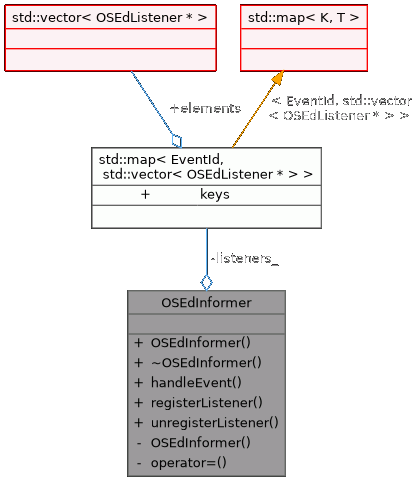 std::vector< OSEdListener * >
std::map< K, T >
+elements
< EventId, std::vector
< OSEdListener * > >
std::map< EventId,
std::vector< OSEdListener * > >
+ keys
-listeners_
OSEdInformer
+ OSEdInformer()
+ ~OSEdInformer()
+ handleEvent()
+ registerListener()
+ unregisterListener()
- OSEdInformer()
- operator=()